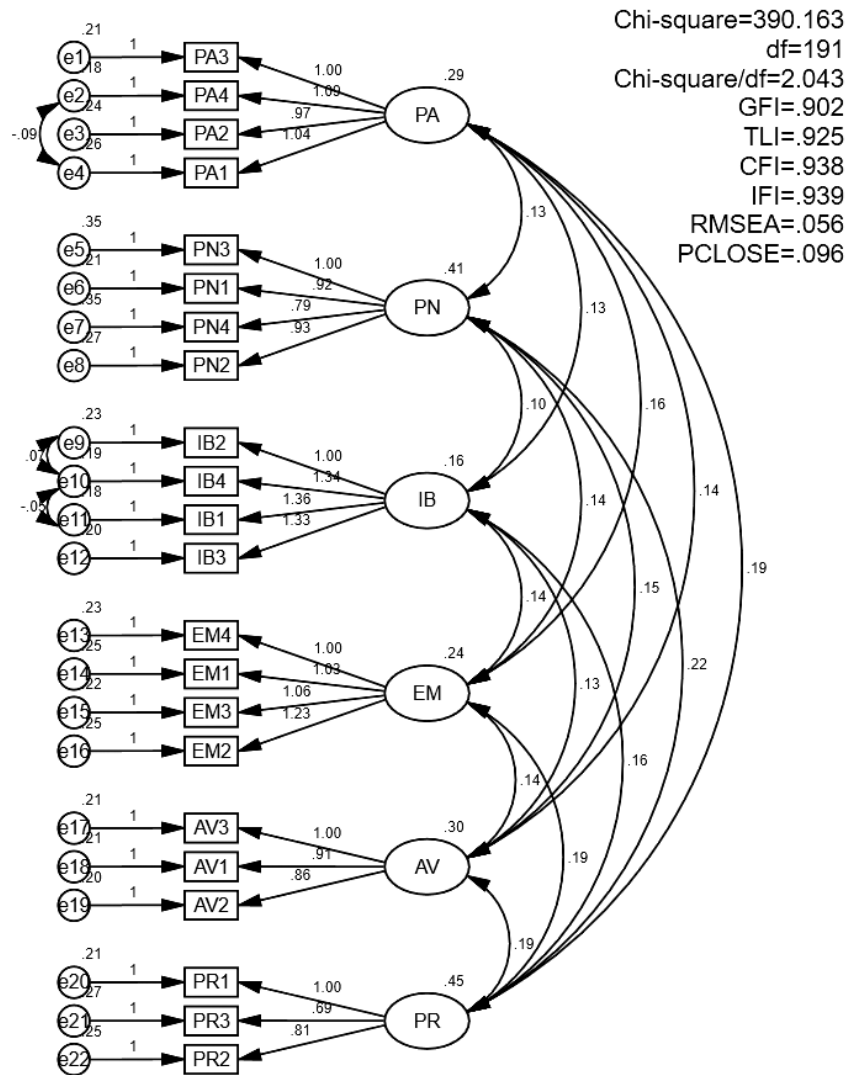 Chi-square=390.163
df=191
Chi-square/df=2.043
GFI=.902
TLI=.925
CFI=.938
IFI=.939
RMSEA=.056
PCLOSE=.096
.21
e1 1 PA3
.18
e2 1 PA4
.24
e3 1 PA2
.26
e4 1 PA1
-.09
1.00
1.09
.97
1.04
.29
PA
.35
e5 1 PN3
.21
e6 1 PN1
.35
e7 1 PN4
.27
e8 1 PN2
1.00
.92
.79
.93
.41
PN
.23
e9 1 IB2
.19
e10 1 IB4
.18
e11 1 IB1
.20
e12 1 IB3
.07
-.05
1.00
1.34
1.36
1.33
.16
IB
.23
e13 1 EM4
.25
e14 1 EM1
.22
e15 1 EM3
.25
e16 1 EM2
1.00
1.03
1.06
1.23
.24
EM
.21
e17 1 AV3
.21
e18 1 AV1
.20
e19 1 AV2
1.00
.91
.86
.30
AV
.21
e20 1 PR1
.27
e21 1 PR3
.25
e22 1 PR2
1.00
.69
.81
.45
PR
.13
.13
.16
.14
.19
.10
.14
.15
.22
.14
.13
.16
.14
.19
.19